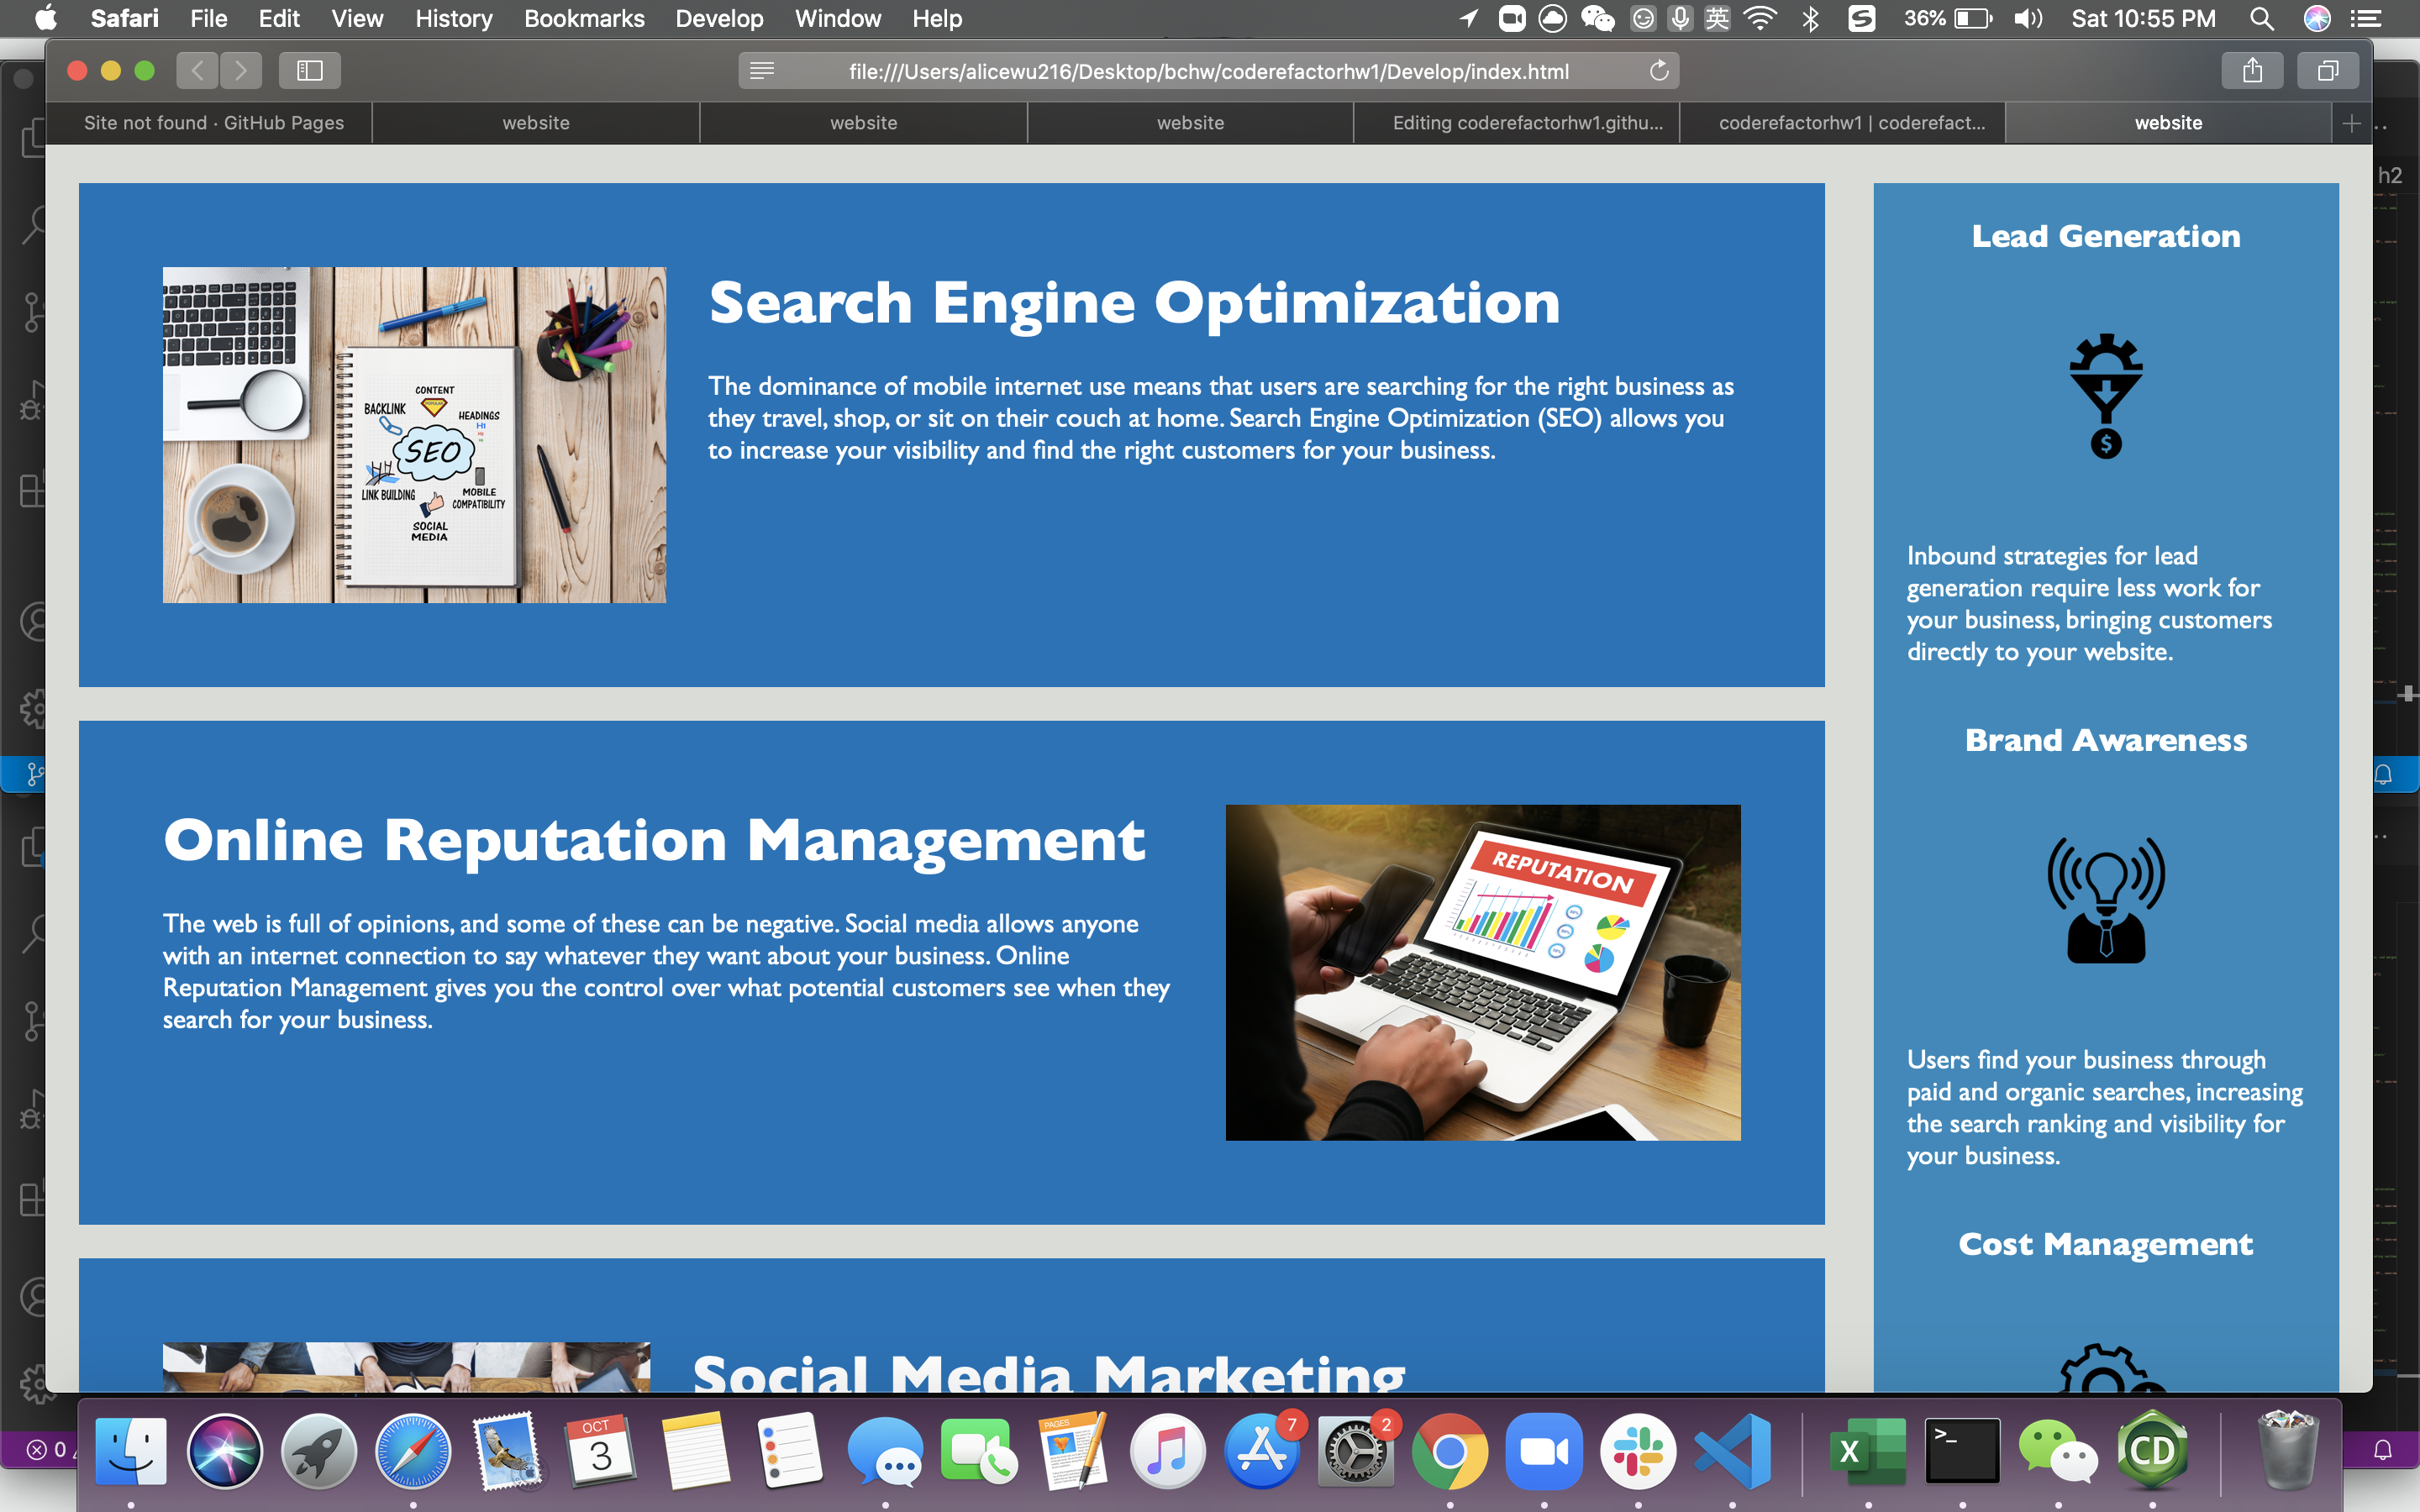 Safari File Edit View History Bookmarks Develop Window Help
英 36% Sat 10:55 PM
file:///Users/alicewu216/Desktop/bchw/coderefactorhw1/Develop/index.html
Site not found · GitHub Pages
website
website
website
Editing coderefactorhw1.githu...
coderefactorhw1 | coderefact...
website
h2
CONTENT
BACKLINK
HEADINGS
H1
SEO
LINK BUILDING
MOBILE
COMPATIBILITY
SOCIAL
MEDIA
Search Engine Optimization
The dominance of mobile internet use means that users are searching for the right business as
they travel, shop, or sit on their couch at home. Search Engine Optimization (SEO) allows you
to increase your visibility and find the right customers for your business.
Online Reputation Management
The web is full of opinions, and some of these can be negative. Social media allows anyone
with an internet connection to say whatever they want about your business. Online
Reputation Management gives you the control over what potential customers see when they
search for your business.
REPUTATION
Social Media Marketing
Lead Generation
$
Inbound strategies for lead
generation require less work for
your business, bringing customers
directly to your website.
Brand Awareness
Users find your business through
paid and organic searches, increasing
the search ranking and visibility for
your business.
Cost Management
0
OCT
3
PAGES
7
2
X
>_
CD